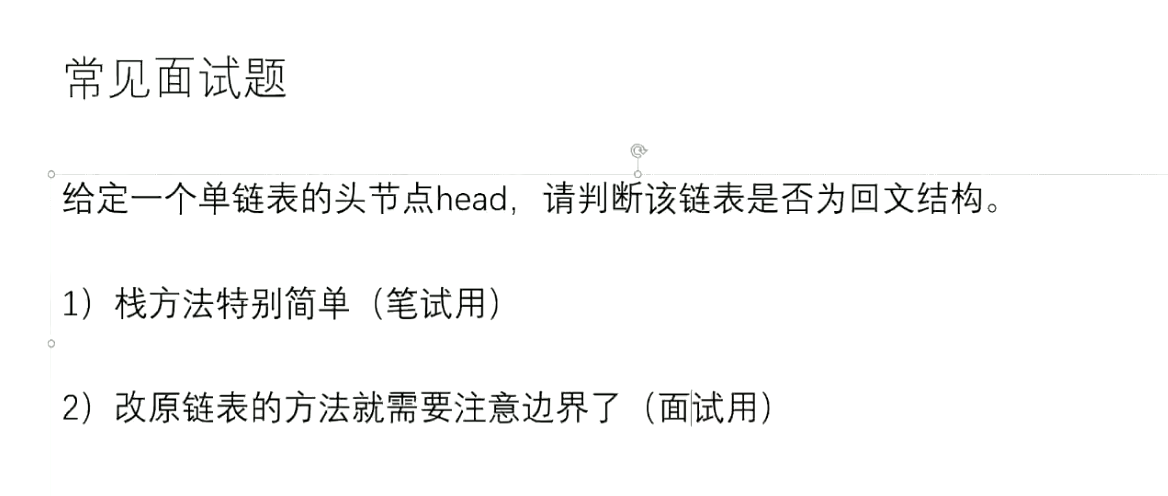 常见面试题
给定一个单链表的头节点head，请判断该链表是否为回文结构。
1）栈方法特别简单（笔试用）
2）改原链表的方法就需要注意边界了（面试用）